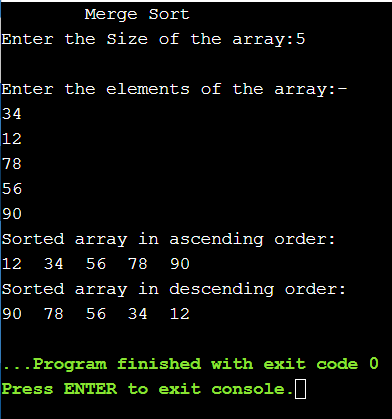 Merge Sort
Enter the Size of the array:5
Enter the elements of the array:-
34
12
78
56
90
Sorted array in ascending order:
12 34 56 78 90
Sorted array in descending order:
90 78 56 34 12
...Program finished with exit code 0
Press ENTER to exit console.